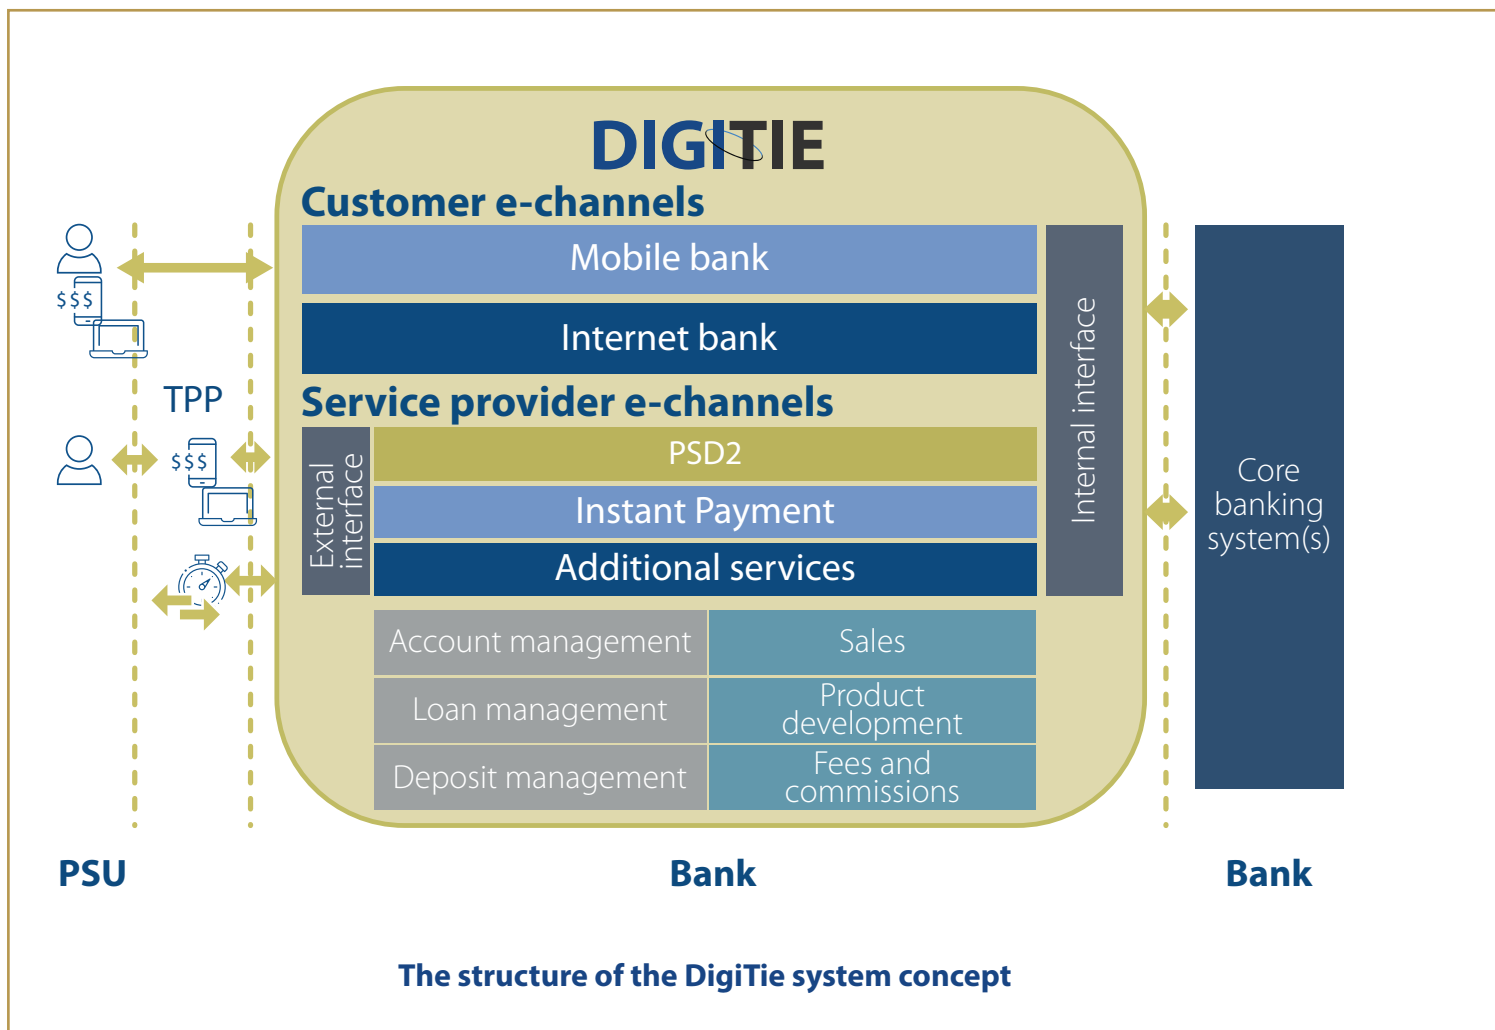 DIGITIE
Customer e-channels
Mobile bank
Internet bank
$$$
TPP
Service provider e-channels
$$$
External
interface
PSD2
Instant Payment
Additional services
Internal interface
Core
banking
system(s)
Account management
Sales
Loan management
Product
development
Deposit management
Fees and
commissions
PSU
Bank
Bank
The structure of the DigiTie system concept